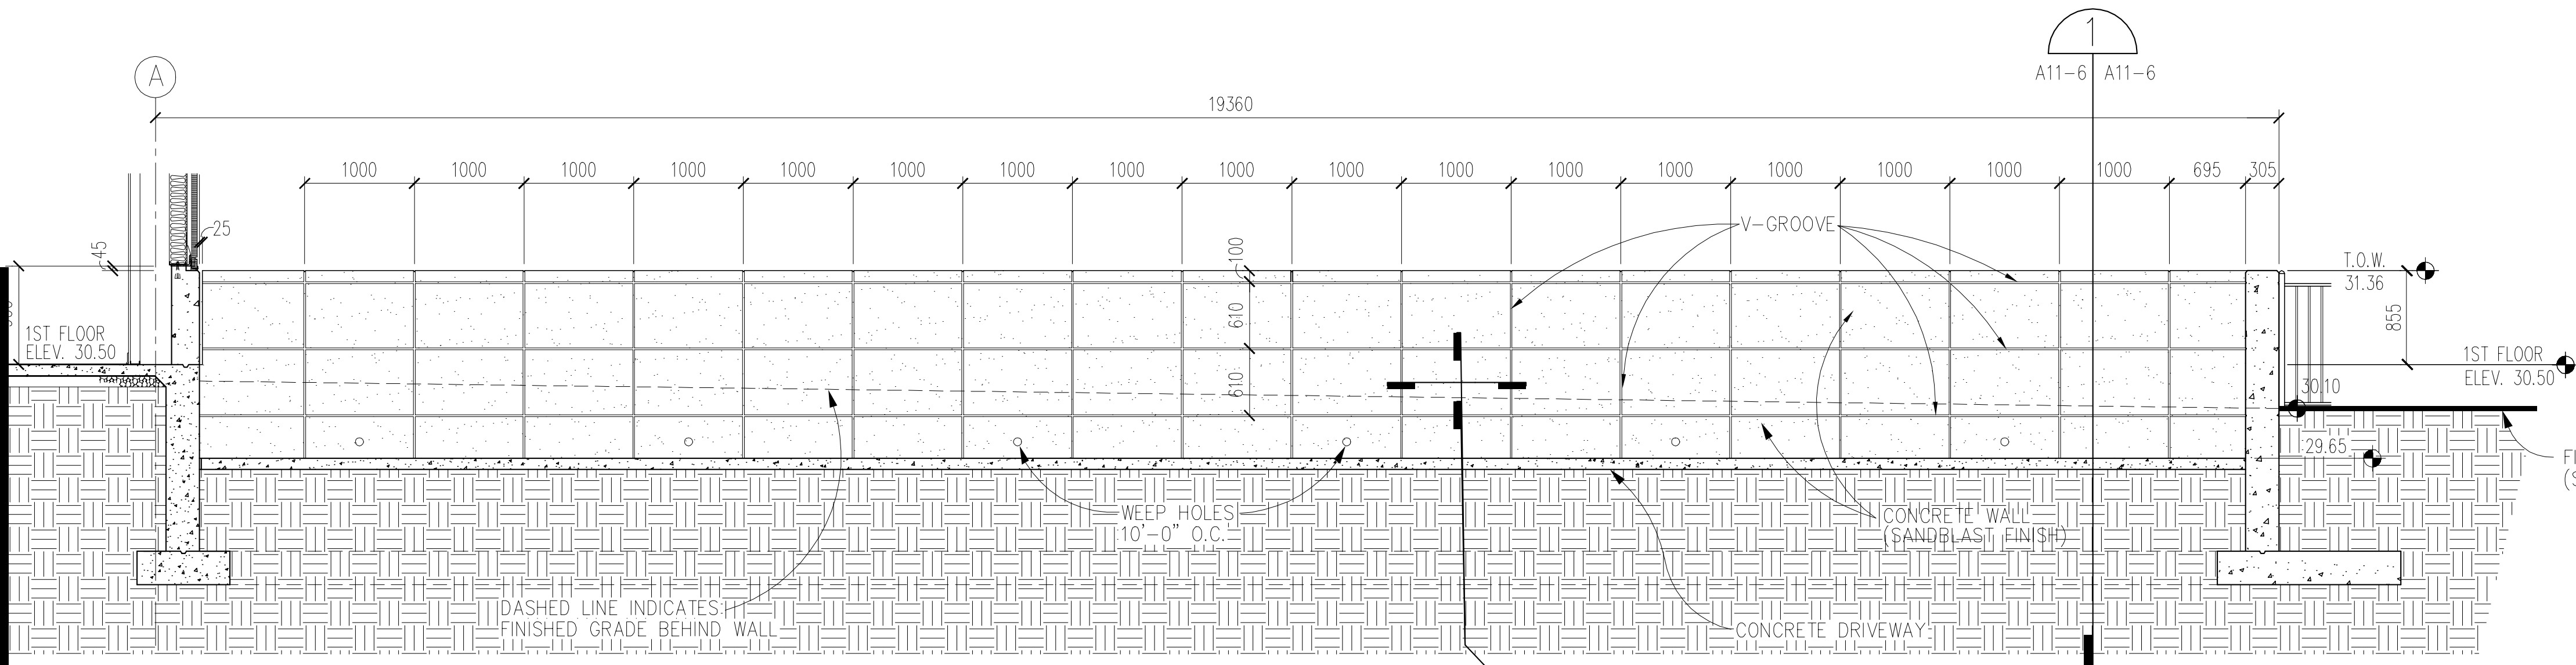 1
A11-6 A11-6
A
19360
1000 1000 1000 1000 1000 1000 1000 1000 1000 1000 1000 1000 1000 1000 1000 1000 1000 695 305
25
45
V-GROOVE
100
610
610
T.O.W.
31.36
855
1ST FLOOR
ELEV. 30.50
1ST FLOOR
ELEV. 30.50
30.10
29.65
WEEP HOLES
10'-0" O.C.
CONCRETE WALL
(SANDBLAST FINISH)
DASHED LINE INDICATES
FINISHED GRADE BEHIND WALL
CONCRETE DRIVEWAY